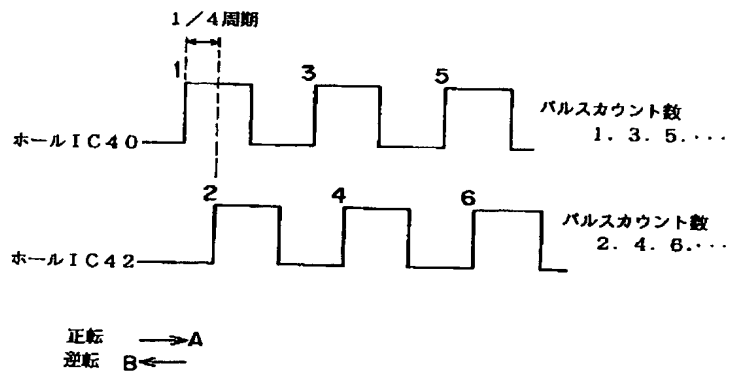 1/4周期
1
3
5
ホールIC40
パルスカウント数
1. 3. 5. ····
2
4
6
ホールIC42
パルスカウント数
2. 4. 6. ····
正転 →A
逆転 B←